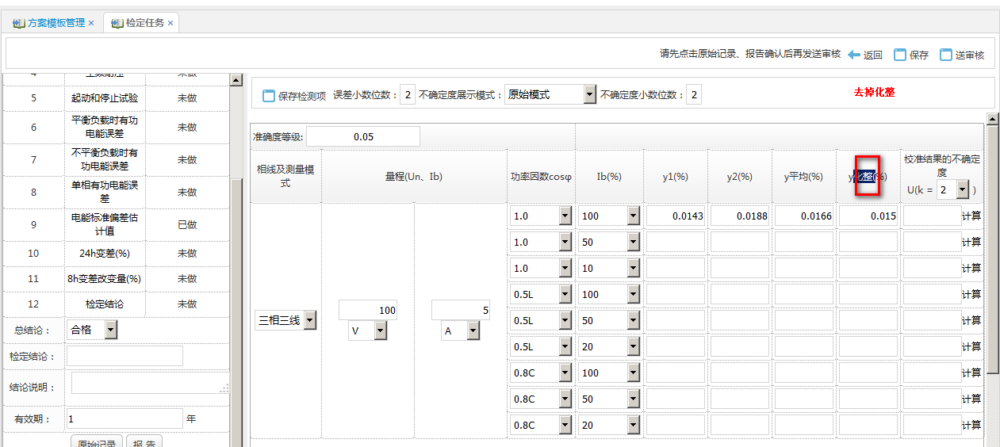 方案模板管理 ×
检定任务 ×
请先点击原始记录、报告确认后再发送审核 返回 保存 送审核
4 工频耐压 未做
5 起动和停止试验 未做
6 平衡负载时有功
电能误差 未做
7 不平衡负载时有
功电能误差 未做
8 单相有功电能误
差 未做
9 电能标准偏差估
计值 已做
10 24h变差(%) 未做
11 8h变差改变量(%) 未做
12 检定结论 未做
总结论： 合格
检定结论：
结论说明：
有效期： 1 年
原始记录 报 告
保存检测项 误差小数位数： 2 不确定度展示模式： 原始模式 不确定度小数位数： 2
去掉化整
准确度等级: 0.05
相线及测量模
式
量程(Un、Ib)
功率因数cosφ
Ib(%)
y1(%)
y2(%)
y平均(%)
y化整(%)
校准结果的不确定
度
U(k = 2 )
三相三线
100
V
5
A
1.0 100 0.0143 0.0188 0.0166 0.015 计算
1.0 50 计算
1.0 10 计算
0.5L 100 计算
0.5L 50 计算
0.5L 20 计算
0.8C 100 计算
0.8C 50 计算
0.8C 20 计算